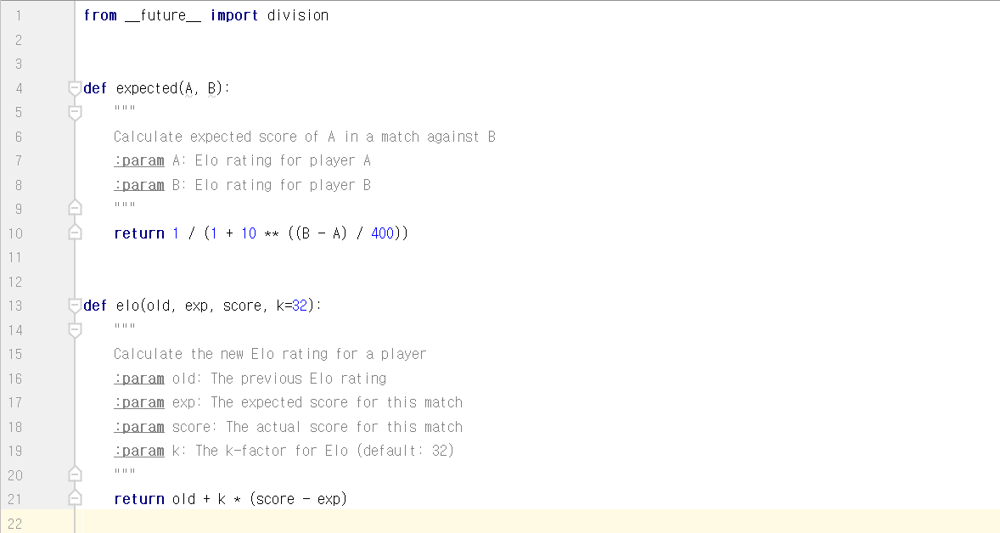 1 from __future__ import division
2
3
4 def expected(A, B):
5     """
6     Calculate expected score of A in a match against B
7     :param A: Elo rating for player A
8     :param B: Elo rating for player B
9     """
10     return 1 / (1 + 10 ** ((B - A) / 400))
11
12
13 def elo(old, exp, score, k=32):
14     """
15     Calculate the new Elo rating for a player
16     :param old: The previous Elo rating
17     :param exp: The expected score for this match
18     :param score: The actual score for this match
19     :param k: The k-factor for Elo (default: 32)
20     """
21     return old + k * (score - exp)
22